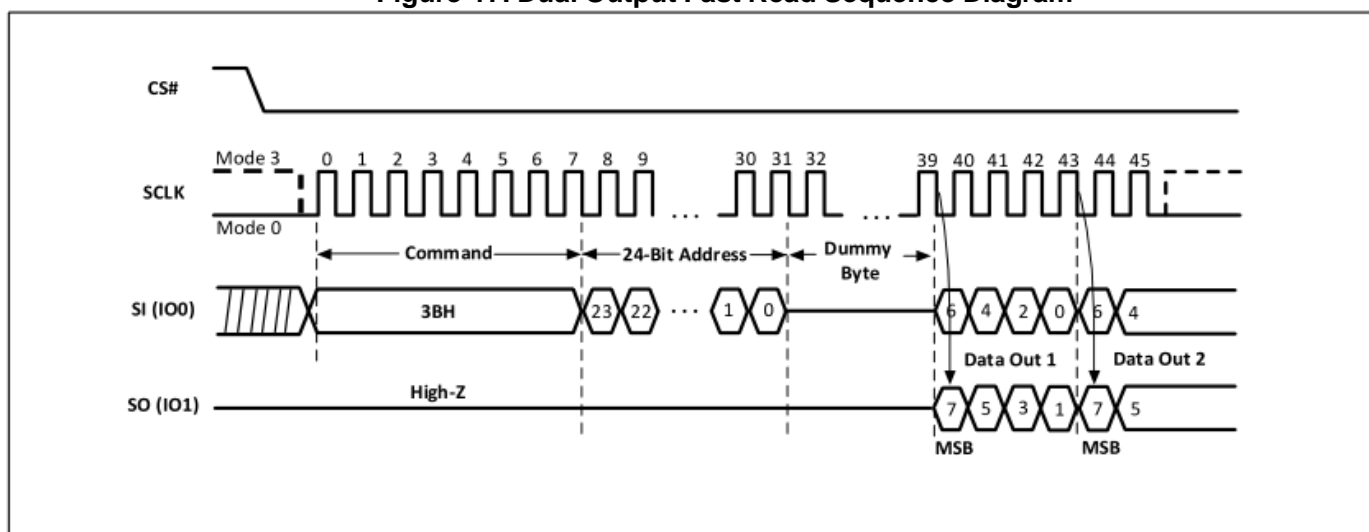 CS#
Mode 3 0 1 2 3 4 5 6 7 8 9 30 31 32 39 40 41 42 43 44 45
SCLK
... ...
Mode 0
Command 24-Bit Address Dummy
Byte
SI (IO0) 3BH 23 22 ... 1 0 6 4 2 0 6 4
Data Out 1 Data Out 2
High-Z
SO (IO1) 7 5 3 1 7 5
MSB MSB